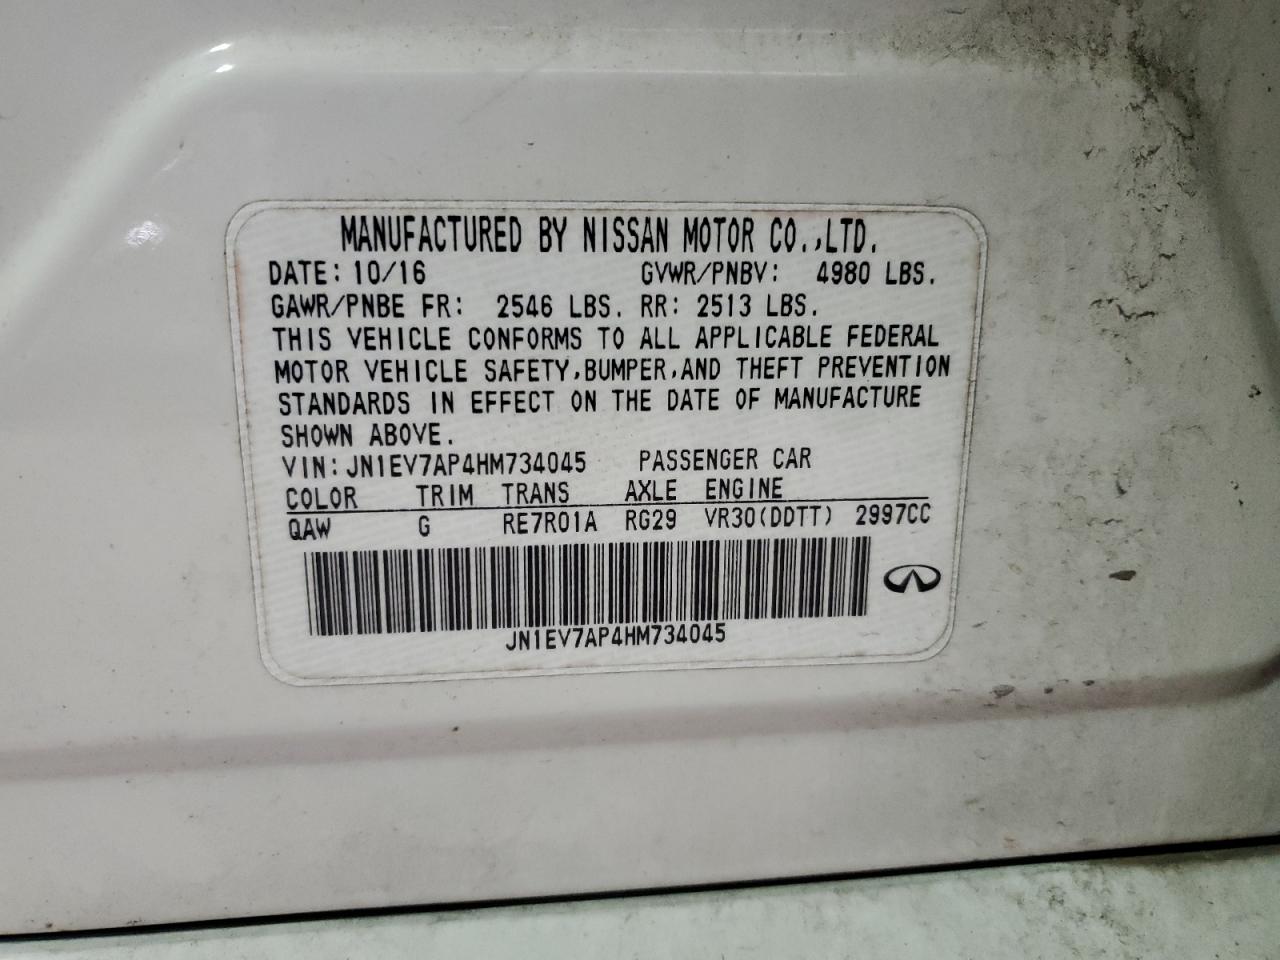 MANUFACTURED BY NISSAN MOTOR CO.,LTD.
DATE: 10/16 GVWR/PNBV: 4980 LBS.
GAWR/PNBE FR: 2546 LBS. RR: 2513 LBS.
THIS VEHICLE CONFORMS TO ALL APPLICABLE FEDERAL
MOTOR VEHICLE SAFETY,BUMPER,AND THEFT PREVENTION
STANDARDS IN EFFECT ON THE DATE OF MANUFACTURE
SHOWN ABOVE.
VIN:JN1EV7AP4HM734045 PASSENGER CAR
COLOR TRIM TRANS AXLE ENGINE
QAW G RE7R01A RG29 VR30(DDTT) 2997CC
JN1EV7AP4HM734045